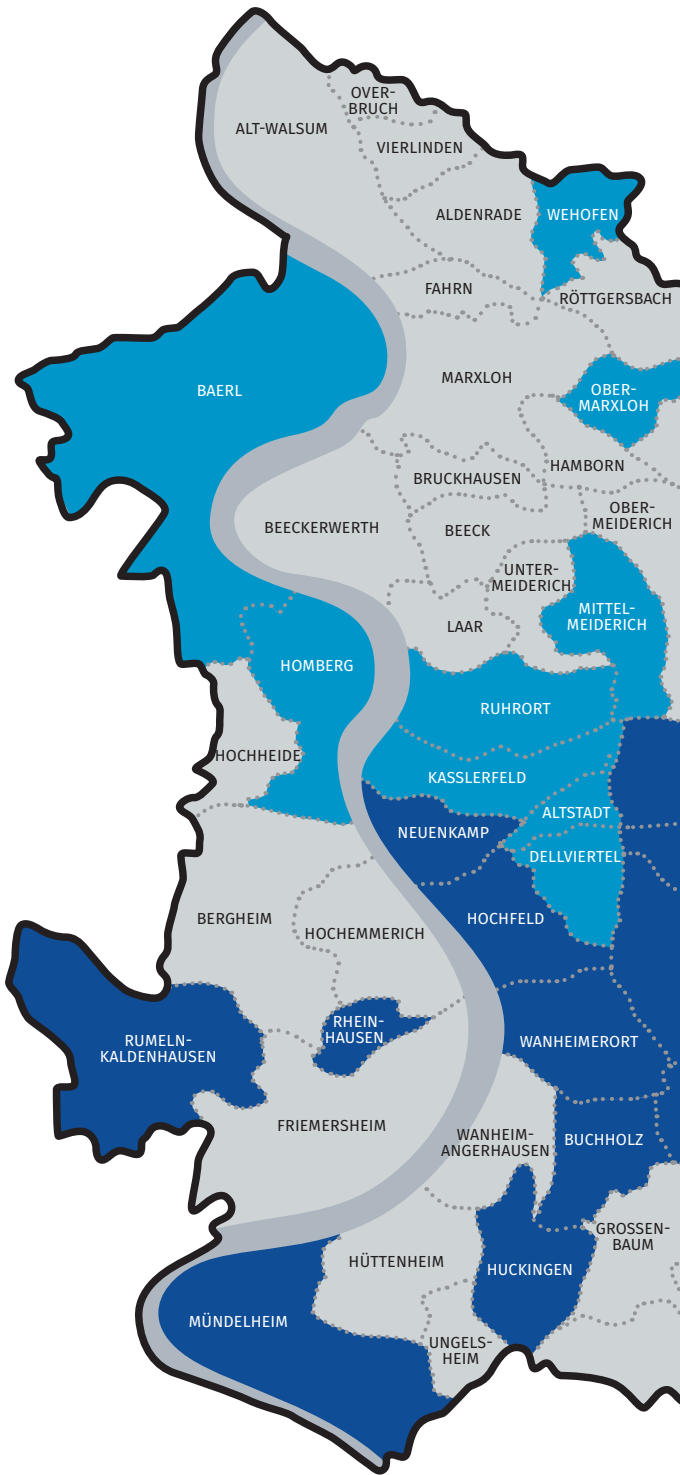 OVER-
BRUCH
ALT-WALSUM
VIERLINDEN
ALDENRADE
WEHOFEN
FAHRN
RÖTTGERSBACH
MARXLOH
BAERL
OBER-
MARXLOH
HAMBORN
BRUCKHAUSEN
OBER-
MEIDERICH
BEECKERWERTH
BEECK
UNTER-
MEIDERICH
MITTEL-
MEIDERICH
LAAR
HOMBERG
RUHRORT
HOCHHEIDE
KASSLERFELD
ALTSTADT
NEUENKAMP
DELLVIERTEL
BERGHEIM
HOCHFELD
HOCHEMMERICH
RHEIN-
HAUSEN
RUMELN-
KALDENHAUSEN
WANHEIMERORT
FRIEMERSHEIM
WANHEIM-
ANGERHAUSEN
BUCHHOLZ
GROSSEN-
BAUM
HÜTTENHEIM
HUCKINGEN
MÜNDELHEIM
UNGELS-
HEIM